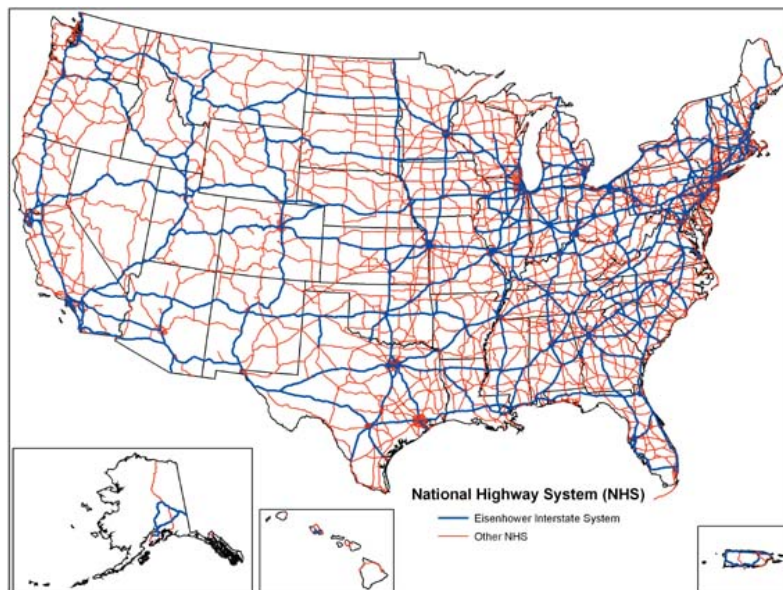 National Highway System (NHS)
Eisenhower Interstate System
Other NHS